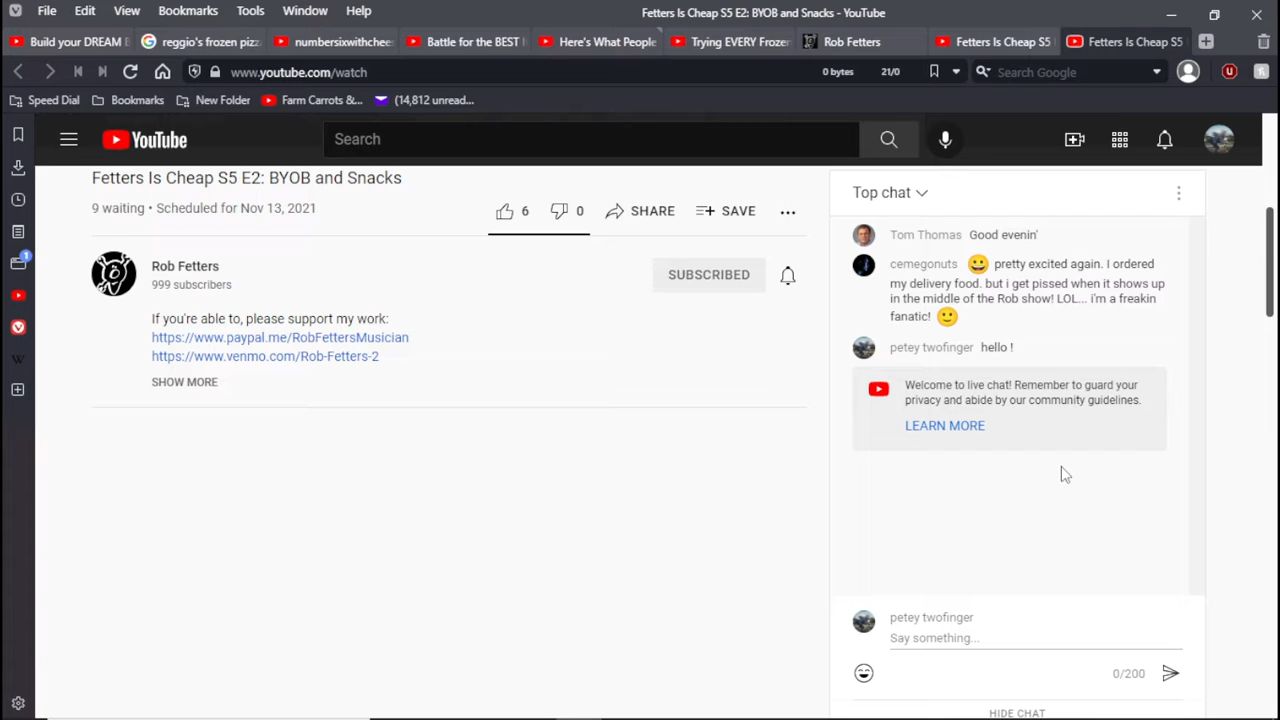 File Edit View Bookmarks Tools Window Help
Fetters Is Cheap S5 E2: BYOB and Snacks - YouTube
Build your DREAM B
reggio's frozen pizz
numbersixwithchee
Battle for the BEST
Here's What People
Trying EVERY Frozen
Rob Fetters
Fetters Is Cheap S5
Fetters Is Cheap S5
www.youtube.com/watch
0 bytes 21/0
Search Google
Speed Dial Bookmarks New Folder Farm Carrots &... (14,812 unread...
YouTube
Search
Fetters Is Cheap S5 E2: BYOB and Snacks
9 waiting • Scheduled for Nov 13, 2021
6 0 SHARE SAVE
Rob Fetters
999 subscribers
SUBSCRIBED
If you're able to, please support my work:
https://www.paypal.me/RobFettersMusician
https://www.venmo.com/Rob-Fetters-2
SHOW MORE
Top chat
Tom Thomas Good evenin'
cemegonuts 😀 pretty excited again. I ordered
my delivery food. but i get pissed when it shows up
in the middle of the Rob show! LOL... i'm a freakin
fanatic! 🙂
petey twofinger hello !
Welcome to live chat! Remember to guard your
privacy and abide by our community guidelines.
LEARN MORE
petey twofinger
Say something...
0/200
HIDE CHAT
1